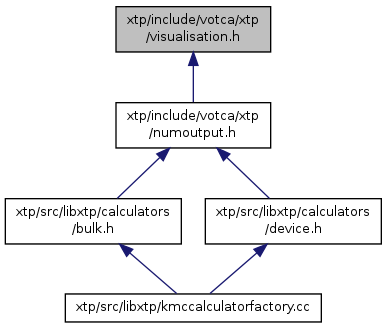 xtp/include/votca/xtp
/visualisation.h
xtp/include/votca/xtp
/numoutput.h
xtp/src/libxtp/calculators
/bulk.h
xtp/src/libxtp/calculators
/device.h
xtp/src/libxtp/kmccalculatorfactory.cc